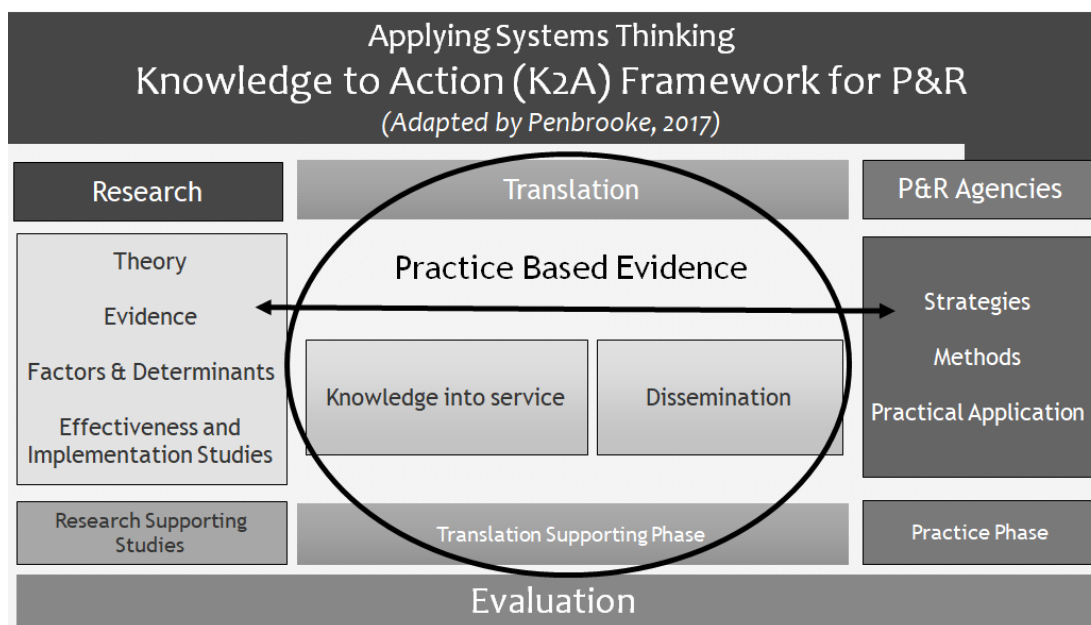 Applying Systems Thinking
Knowledge to Action (K2A) Framework for P&R
(Adapted by Penbrooke, 2017)
Research
Translation
P&R Agencies
Theory
Evidence
Factors & Determinants
Effectiveness and
Implementation Studies
Practice Based Evidence
Knowledge into service
Dissemination
Strategies
Methods
Practical Application
Research Supporting
Studies
Translation Supporting Phase
Practice Phase
Evaluation